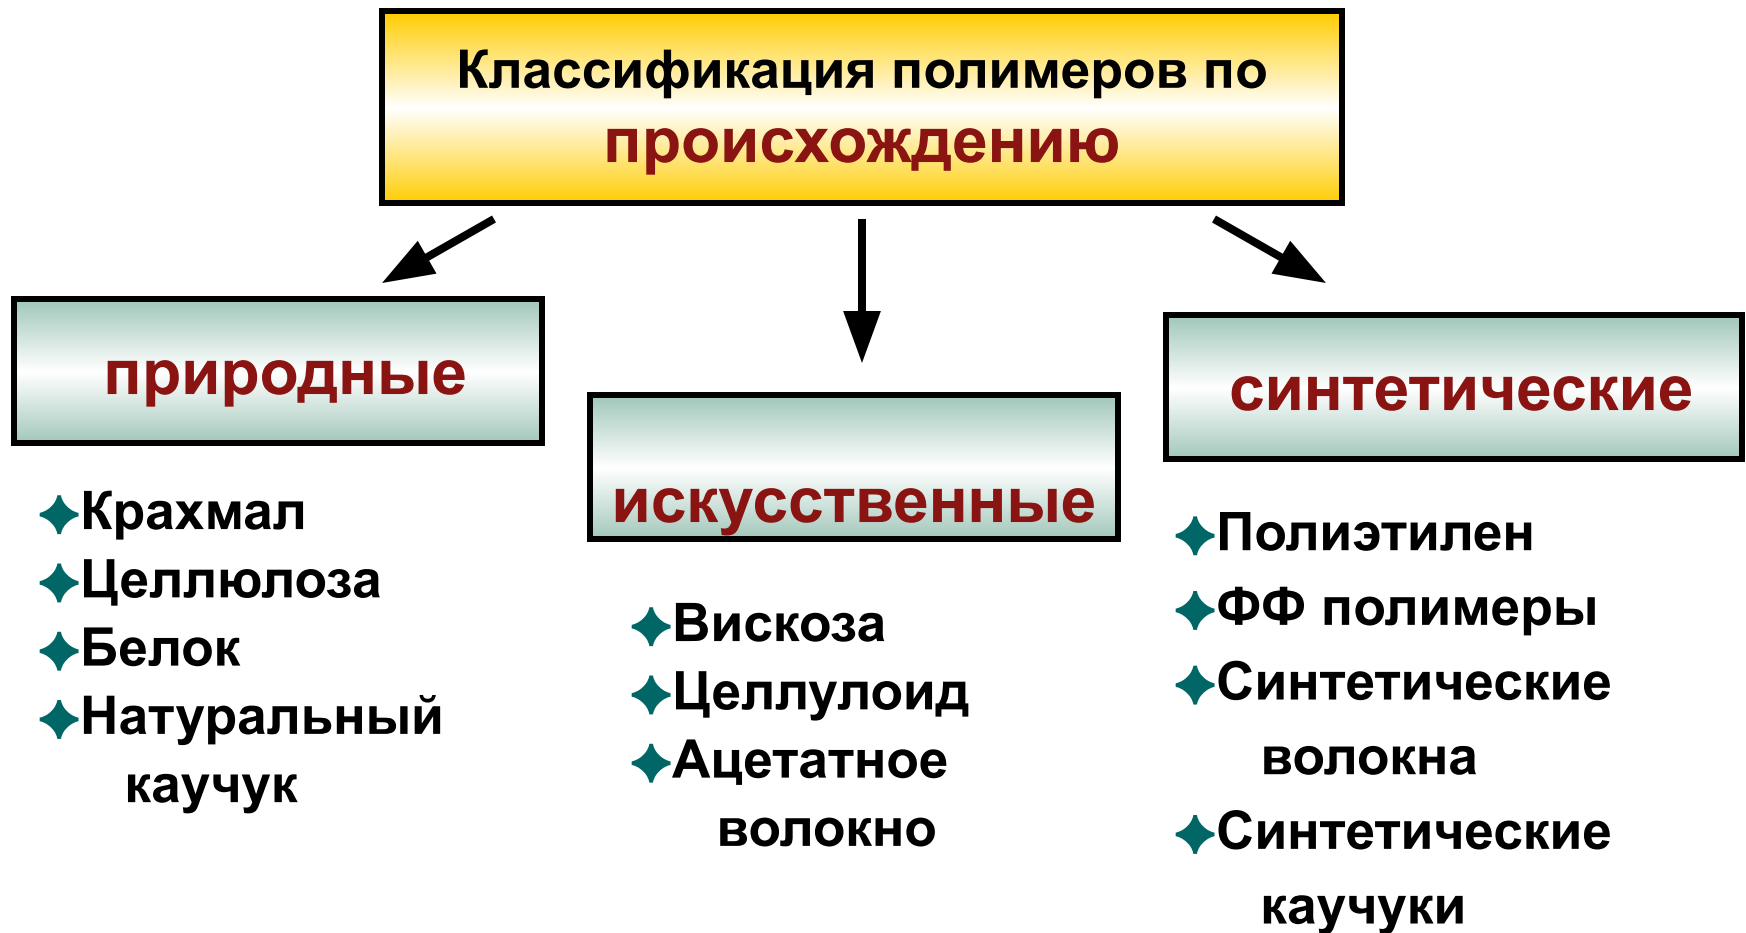 Классификация полимеров по
происхождению
природные
искусственные
синтетические
Крахмал
Целлюлоза
Белок
Натуральный
каучук
Вискоза
Целлулоид
Ацетатное
волокно
Полиэтилен
ФФ полимеры
Синтетические
волокна
Синтетические
каучуки